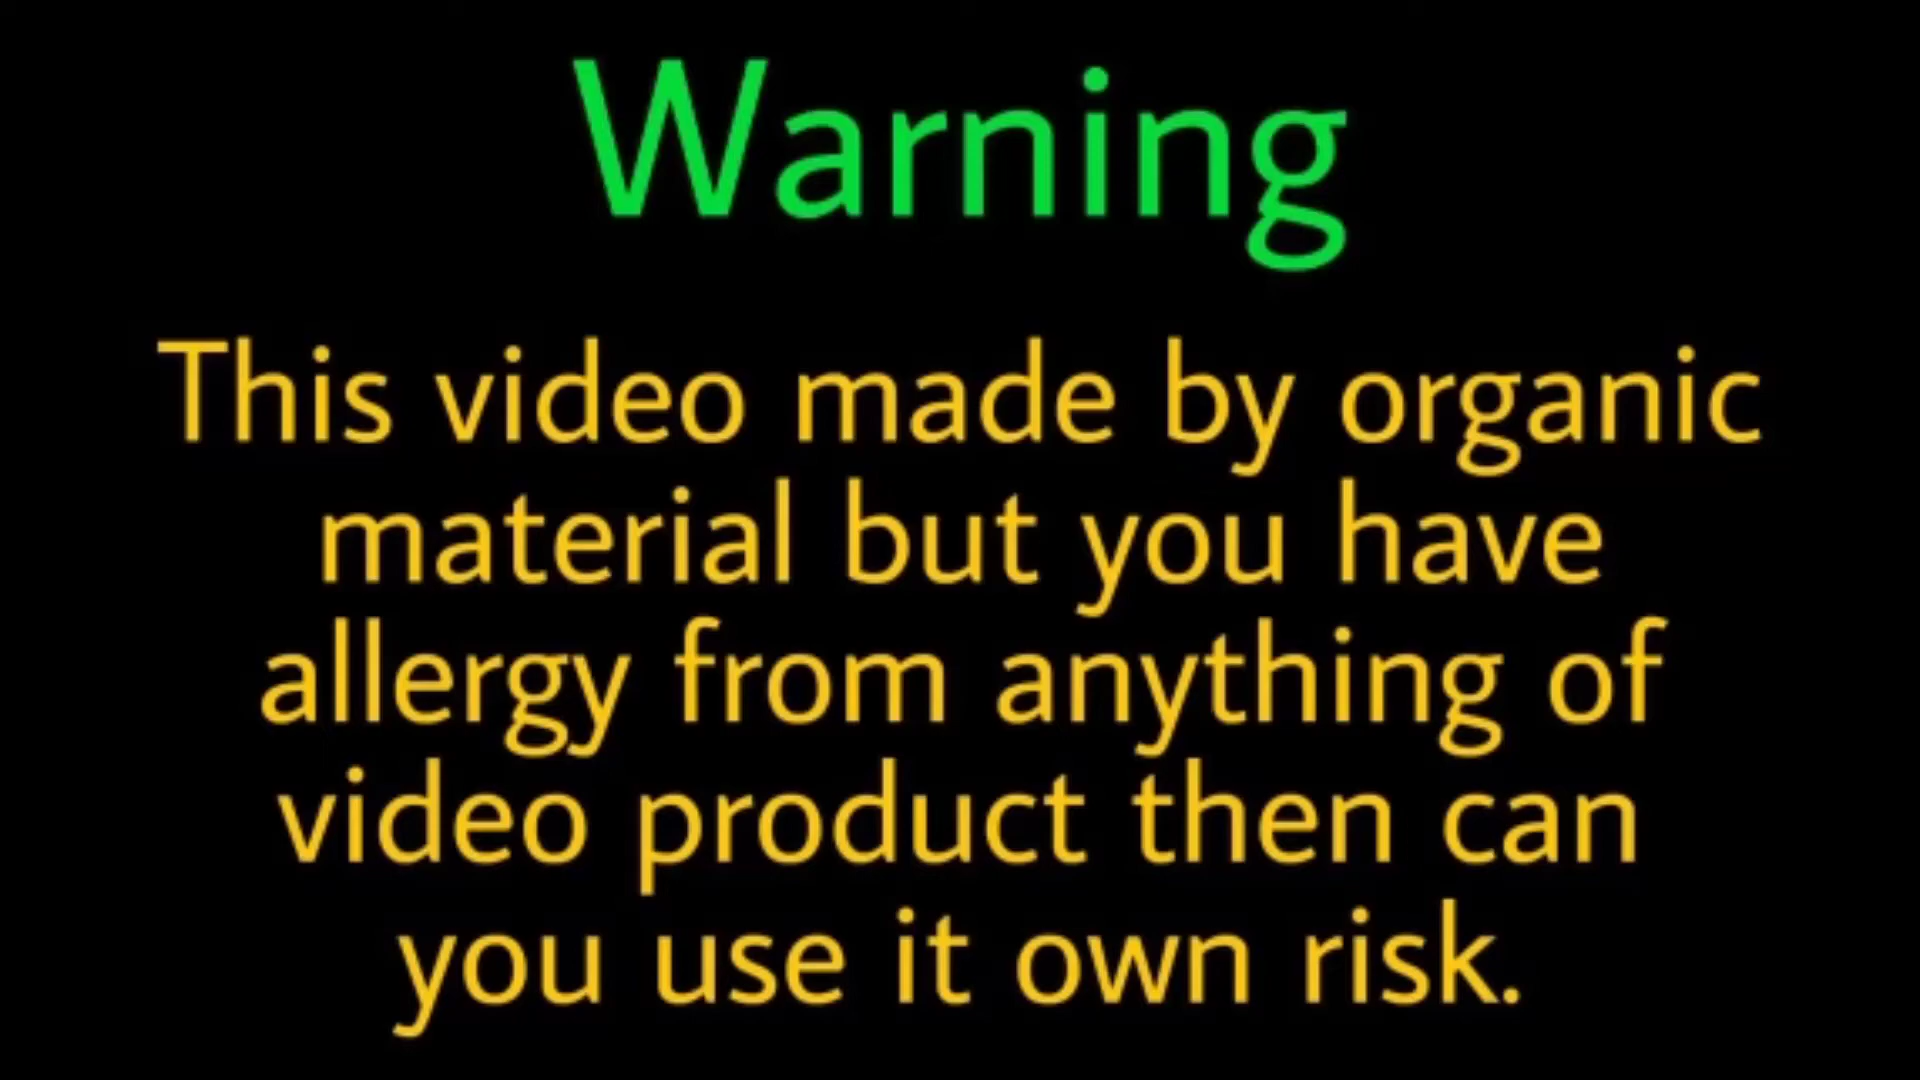 Warning
This video made by organic
material but you have
allergy from anything of
video product then can
you use it own risk.